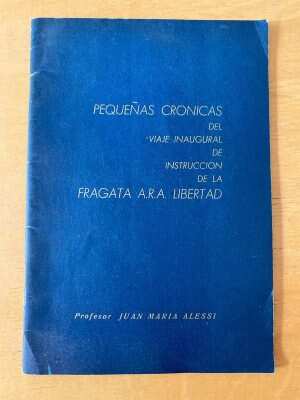 PEQUEÑAS CRONICAS
DEL
VIAJE INAUGURAL
DE
INSTRUCCION
DE LA
FRAGATA A.R.A. LIBERTAD
Profesor JUAN MARIA ALESSI